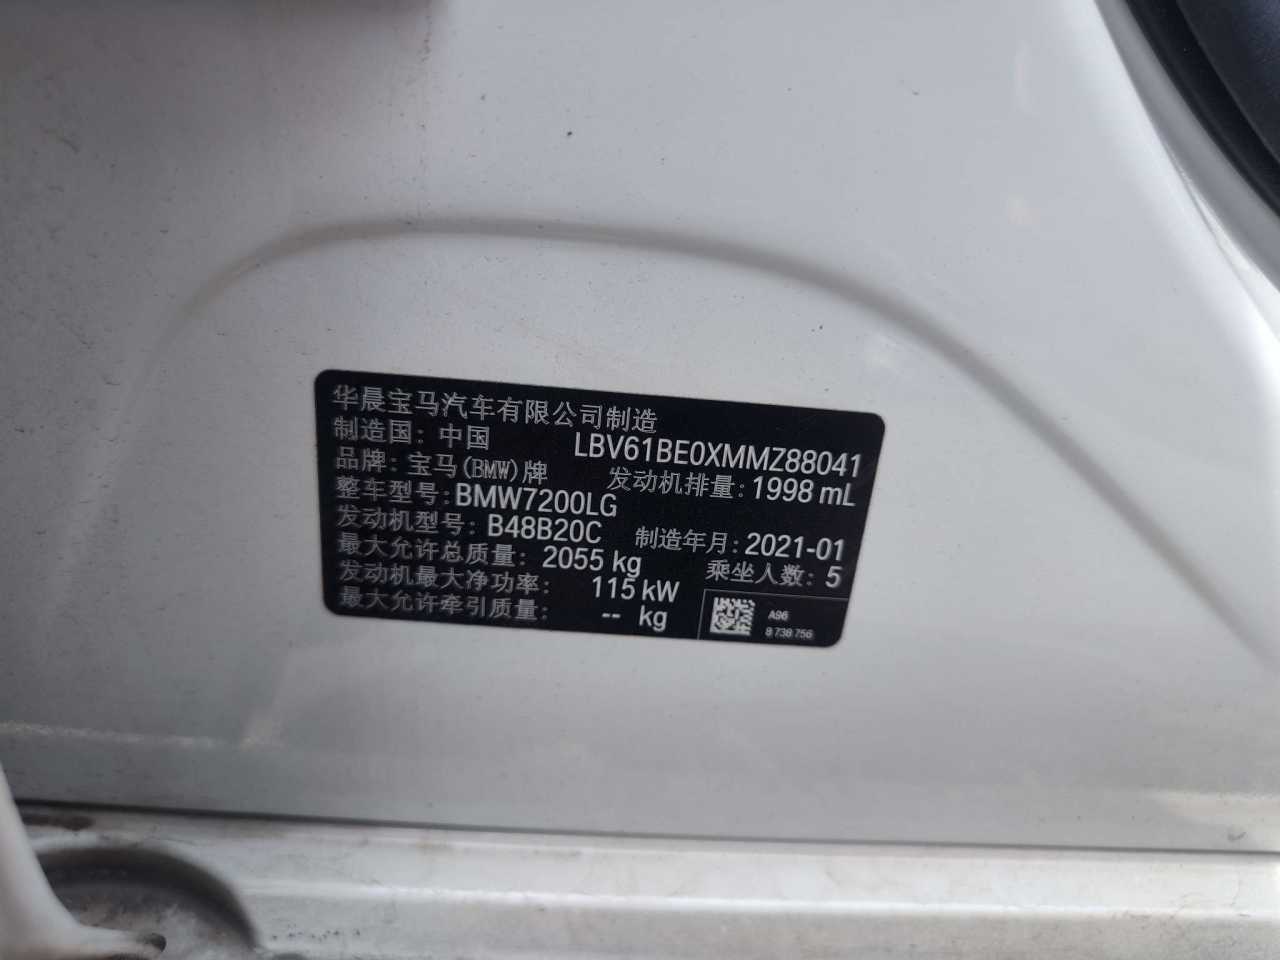 华晨宝马汽车有限公司制造
制造国: 中国 LBV61BE0XMMZ88041
品牌: 宝马(BMW)牌 发动机排量: 1998 mL
整车型号: BMW7200LG
发动机型号: B48B20C 制造年月: 2021-01
最大允许总质量: 2055 kg 乘坐人数: 5
发动机最大净功率: 115 kW
最大允许牵引质量: -- kg
A96
8 738 756